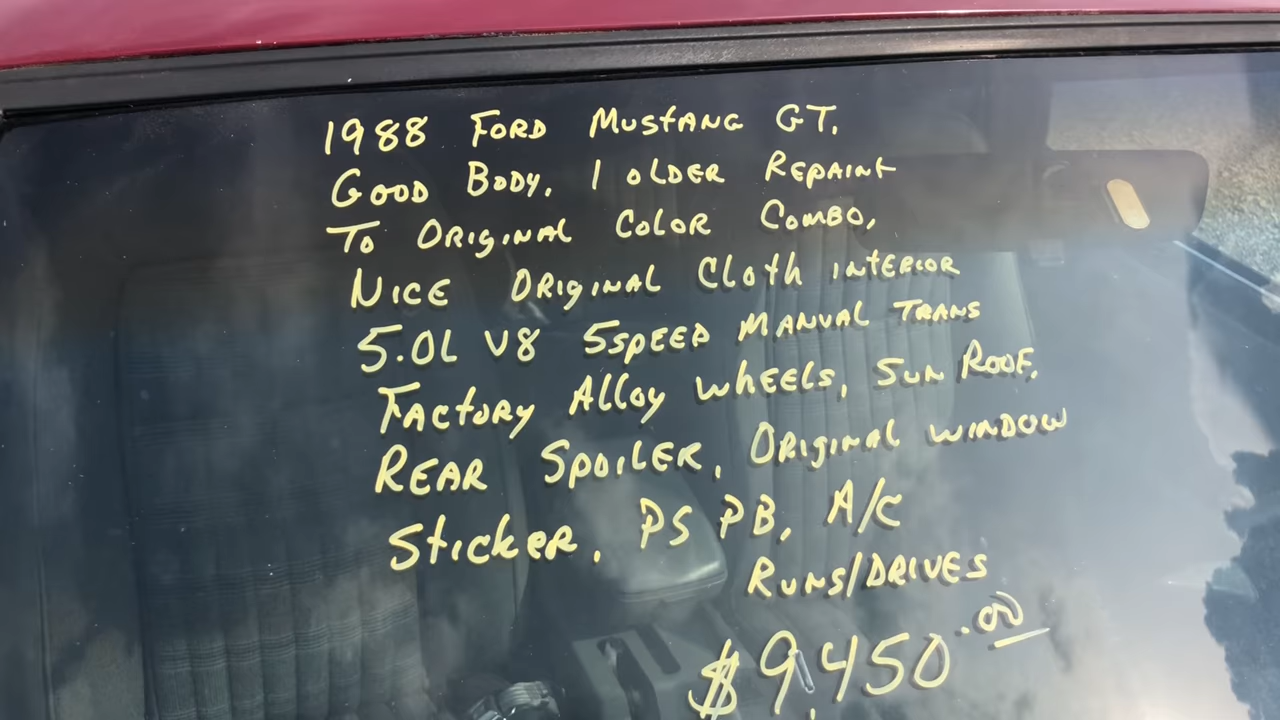 1988 FORD MUSTANG GT.
GOOD BODY. 1 OLDER REPAINT
TO ORIGINAL COLOR COMBO,
NICE ORIGINAL CLOTH INTERIOR
5.0L V8 5SPEED MANUAL TRANS
FACTORY ALLOY WHEELS, SUN ROOF.
REAR SPOILER, ORIGINAL WINDOW
STICKER, PS PB, A/C
RUNS/DRIVES
$9,450.00